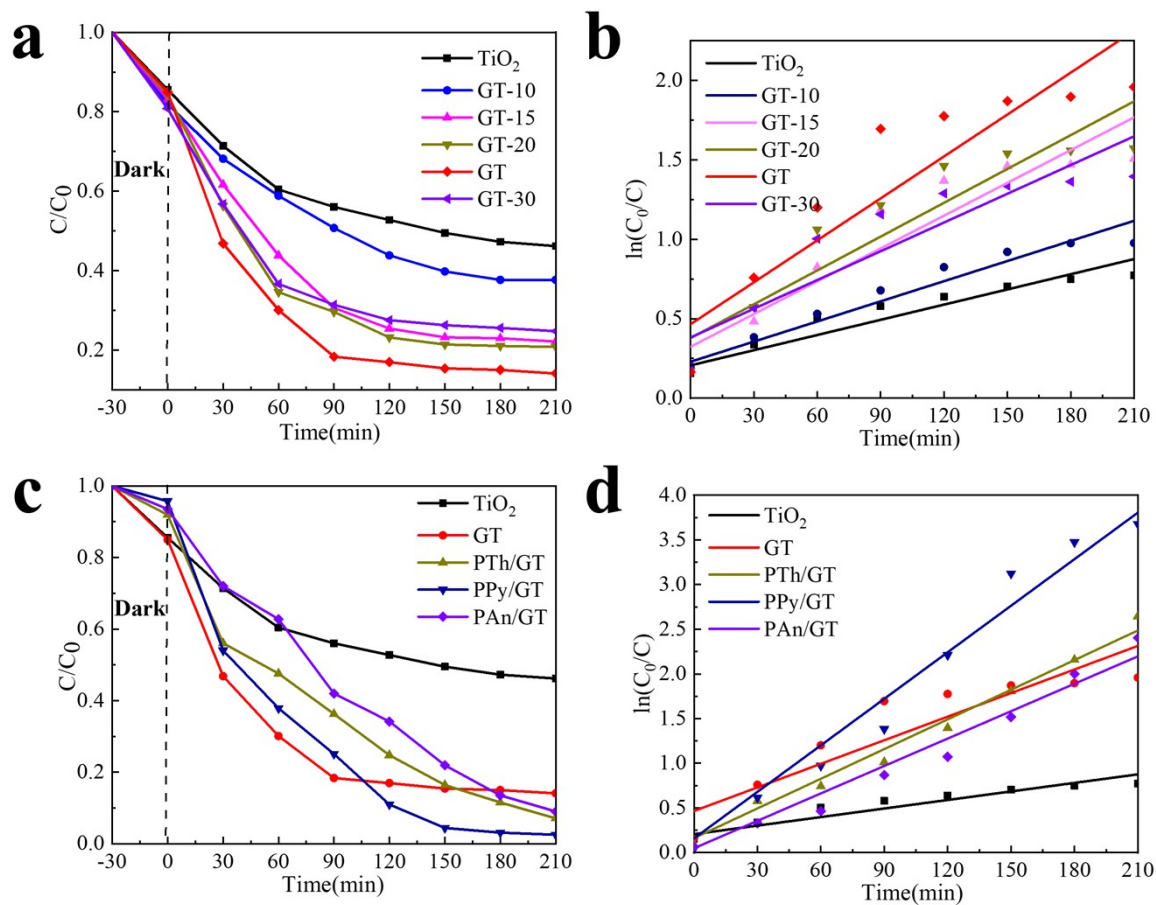 a
1.0
0.8
0.6
0.4
0.2
C/C₀
Dark
TiO₂
GT-10
GT-15
GT-20
GT
GT-30
-30 0 30 60 90 120 150 180 210
Time(min)
b
2.0
1.5
1.0
0.5
0.0
ln(C₀/C)
TiO₂
GT-10
GT-15
GT-20
GT
GT-30
0 30 60 90 120 150 180 210
Time(min)
c
1.0
0.8
0.6
0.4
0.2
0.0
C/C₀
Dark
TiO₂
GT
PTh/GT
PPy/GT
PAn/GT
-30 0 30 60 90 120 150 180 210
Time(min)
d
4.0
3.5
3.0
2.5
2.0
1.5
1.0
0.5
0.0
ln(C₀/C)
TiO₂
GT
PTh/GT
PPy/GT
PAn/GT
0 30 60 90 120 150 180 210
Time(min)